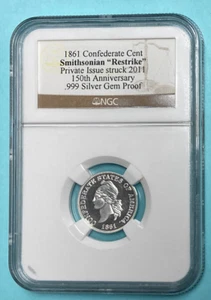 1861 Confederate Cent
Smithsonian "Restrike"
Private Issue struck 2011
150th Anniversary
.999 Silver Gem Proof
NGC
CONFEDERATE STATES OF AMERICA
1861